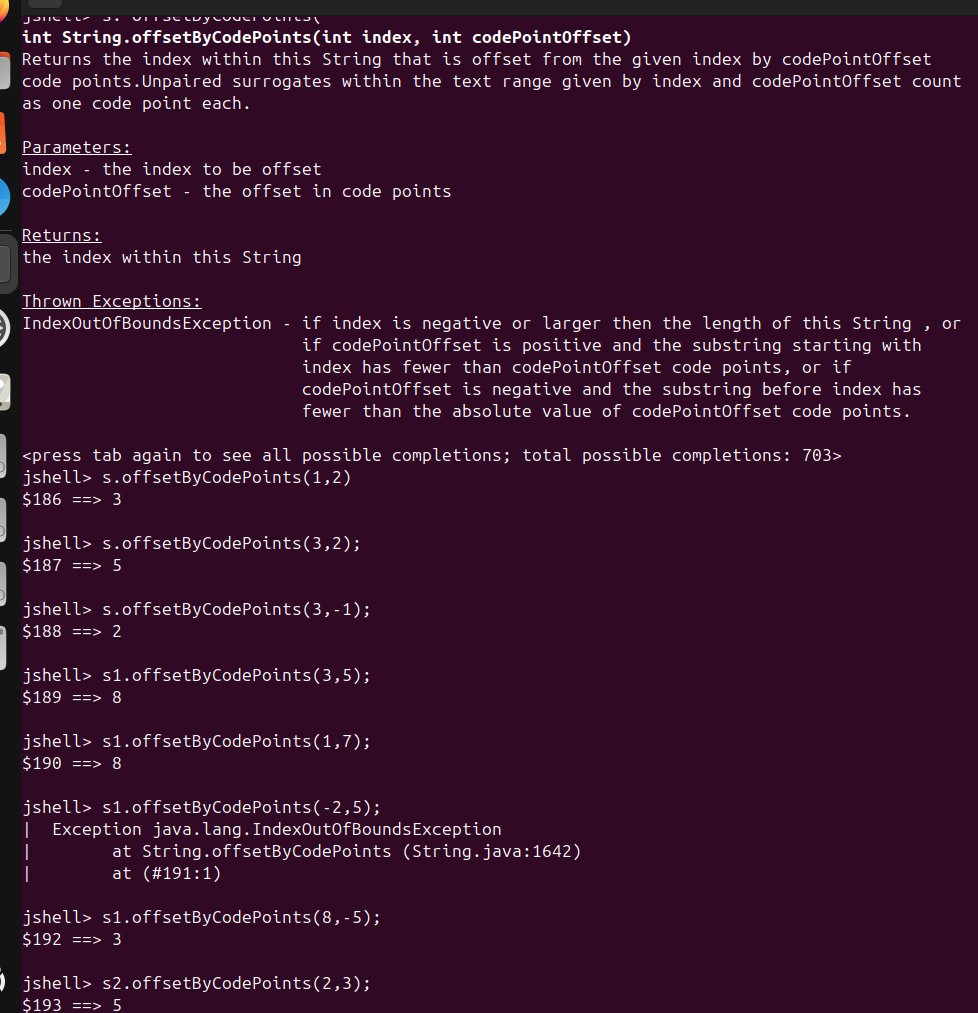 jshell> s. offsetByCodePoints(
int String.offsetByCodePoints(int index, int codePointOffset)
Returns the index within this String that is offset from the given index by codePointOffset
code points.Unpaired surrogates within the text range given by index and codePointOffset count
as one code point each.
Parameters:
index - the index to be offset
codePointOffset - the offset in code points
Returns:
the index within this String
Thrown Exceptions:
IndexOutOfBoundsException - if index is negative or larger then the length of this String , or
if codePointOffset is positive and the substring starting with
index has fewer than codePointOffset code points, or if
codePointOffset is negative and the substring before index has
fewer than the absolute value of codePointOffset code points.
<press tab again to see all possible completions; total possible completions: 703>
jshell> s.offsetByCodePoints(1,2)
$186 ==> 3
jshell> s.offsetByCodePoints(3,2);
$187 ==> 5
jshell> s.offsetByCodePoints(3,-1);
$188 ==> 2
jshell> s1.offsetByCodePoints(3,5);
$189 ==> 8
jshell> s1.offsetByCodePoints(1,7);
$190 ==> 8
jshell> s1.offsetByCodePoints(-2,5);
|  Exception java.lang.IndexOutOfBoundsException
|        at String.offsetByCodePoints (String.java:1642)
|        at (#191:1)
jshell> s1.offsetByCodePoints(8,-5);
$192 ==> 3
jshell> s2.offsetByCodePoints(2,3);
$193 ==> 5